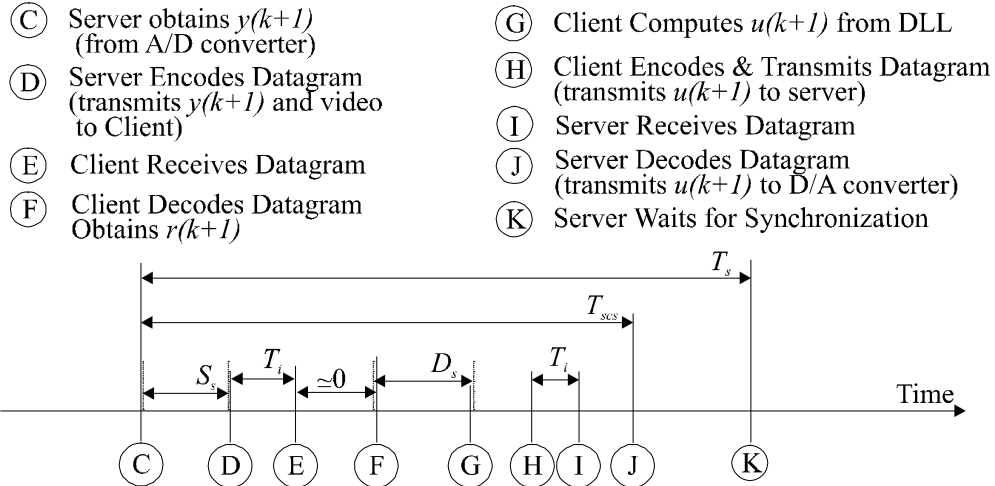 C Server obtains y(k+1)
(from A/D converter)
D Server Encodes Datagram
(transmits y(k+1) and video
to Client)
E Client Receives Datagram
F Client Decodes Datagram
Obtains r(k+1)
G Client Computes u(k+1) from DLL
H Client Encodes & Transmits Datagram
(transmits u(k+1) to server)
I Server Receives Datagram
J Server Decodes Datagram
(transmits u(k+1) to D/A converter)
K Server Waits for Synchronization
Ts
Tscs
Ss Ti ≃0 Ds Ti
Time
C D E F G H I J K